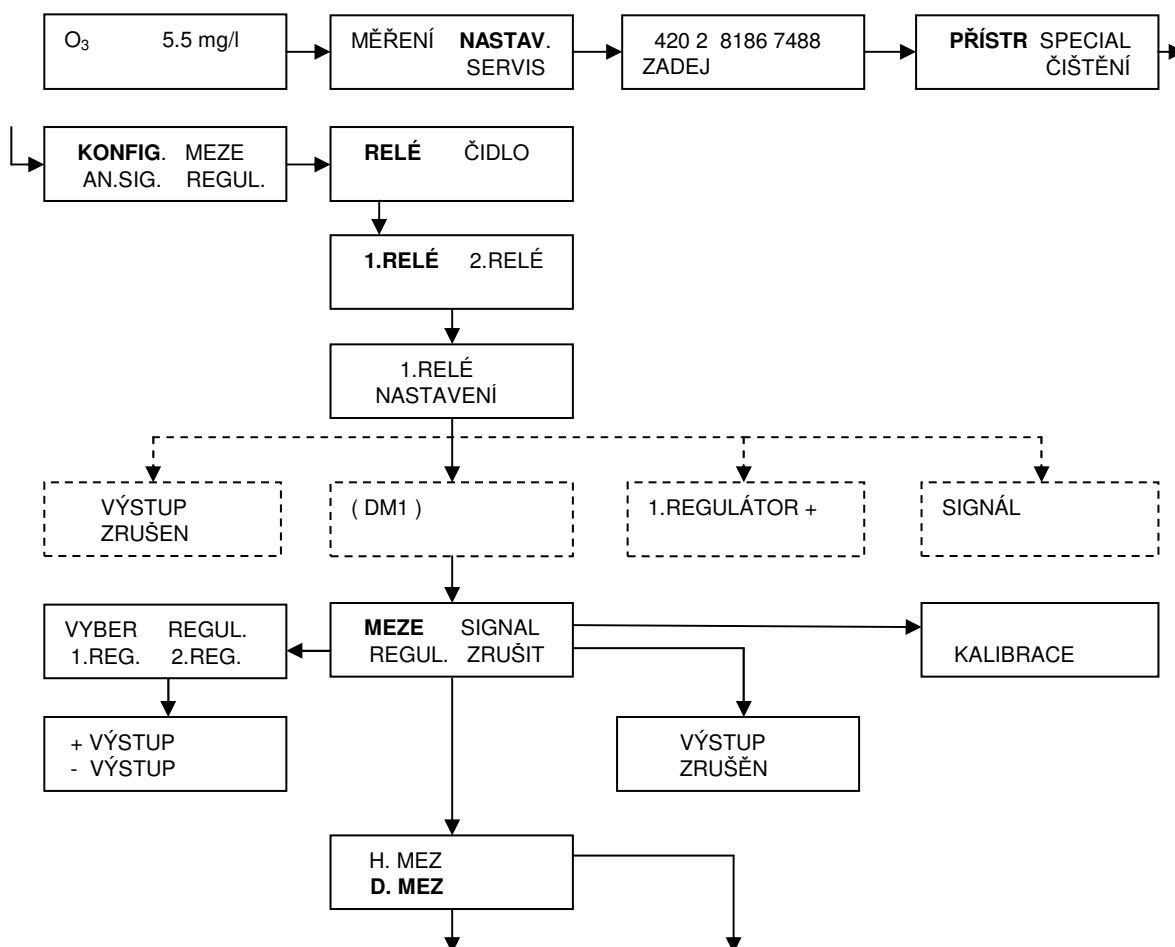 O₃ 5.5 mg/l
MĚŘENÍ NASTAV.
SERVIS
420 2 8186 7488
ZADEJ
PŘÍSTR SPECIAL
ČIŠTĚNÍ
KONFIG. MEZE
AN.SIG. REGUL.
RELÉ ČIDLO
1.RELÉ 2.RELÉ
1.RELÉ
NASTAVENÍ
VÝSTUP
ZRUŠEN
( DM1 )
1.REGULÁTOR +
SIGNÁL
VYBER REGUL.
1.REG. 2.REG.
MEZE SIGNAL
REGUL. ZRUŠIT
KALIBRACE
+ VÝSTUP
- VÝSTUP
VÝSTUP
ZRUŠĚN
H. MEZ
D. MEZ